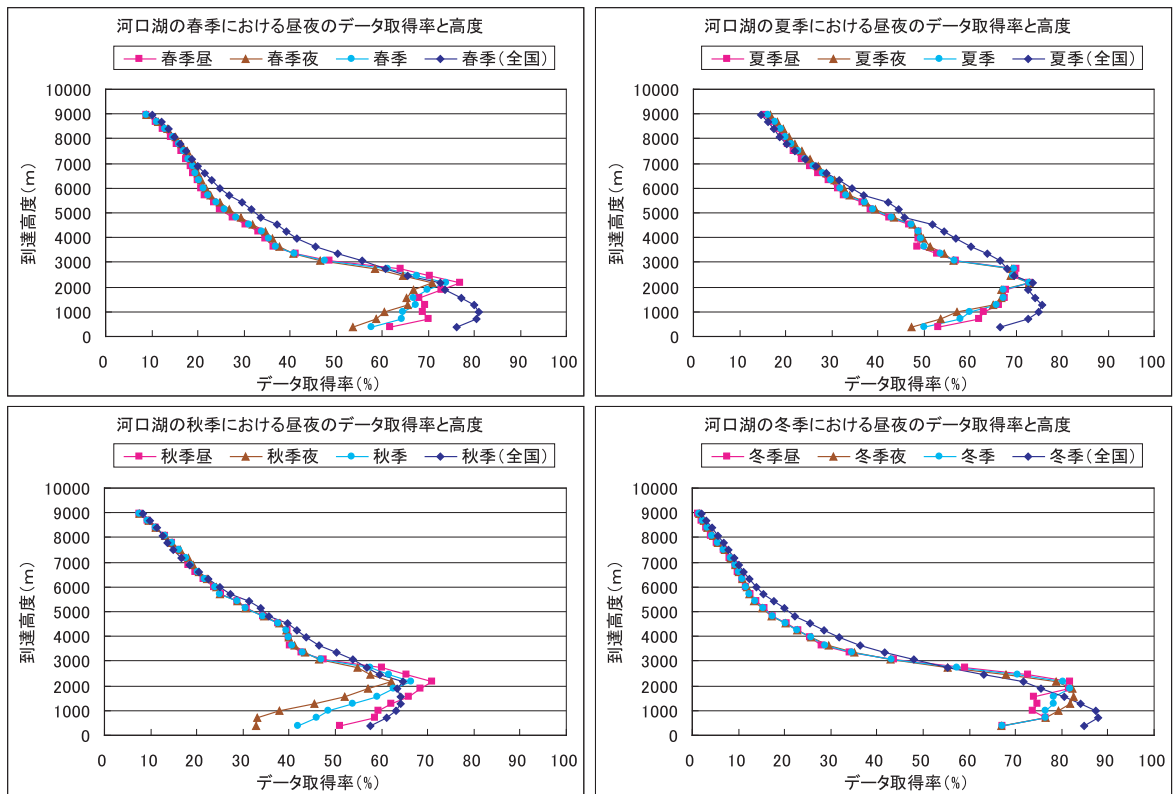 河口湖の春季における昼夜のデータ取得率と高度
春季昼 春季夜 春季 春季(全国)
到達高度(m)
10000
9000
8000
7000
6000
5000
4000
3000
2000
1000
0
0 10 20 30 40 50 60 70 80 90 100
データ取得率(%)
河口湖の夏季における昼夜のデータ取得率と高度
夏季昼 夏季夜 夏季 夏季(全国)
到達高度(m)
10000
9000
8000
7000
6000
5000
4000
3000
2000
1000
0
0 10 20 30 40 50 60 70 80 90 100
データ取得率(%)
河口湖の秋季における昼夜のデータ取得率と高度
秋季昼 秋季夜 秋季 秋季(全国)
到達高度(m)
10000
9000
8000
7000
6000
5000
4000
3000
2000
1000
0
0 10 20 30 40 50 60 70 80 90 100
データ取得率(%)
河口湖の冬季における昼夜のデータ取得率と高度
冬季昼 冬季夜 冬季 冬季(全国)
到達高度(m)
10000
9000
8000
7000
6000
5000
4000
3000
2000
1000
0
0 10 20 30 40 50 60 70 80 90 100
データ取得率(%)